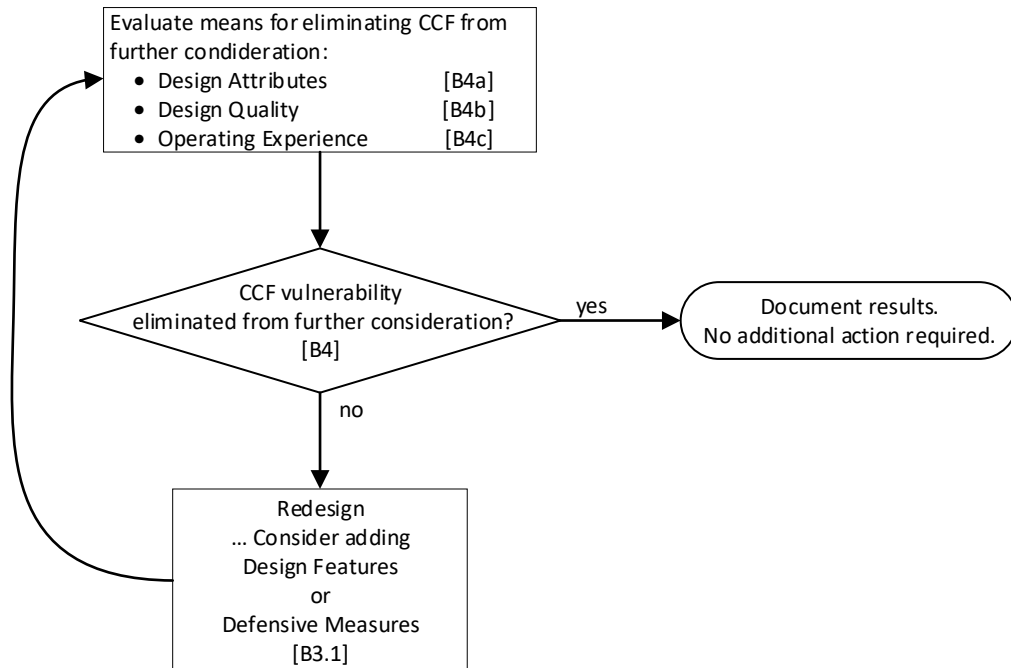 Evaluate means for eliminating CCF from
further condideration:
• Design Attributes [B4a]
• Design Quality [B4b]
• Operating Experience [B4c]
CCF vulnerability
eliminated from further consideration?
[B4]
yes
Document results.
No additional action required.
no
Redesign
... Consider adding
Design Features
or
Defensive Measures
[B3.1]